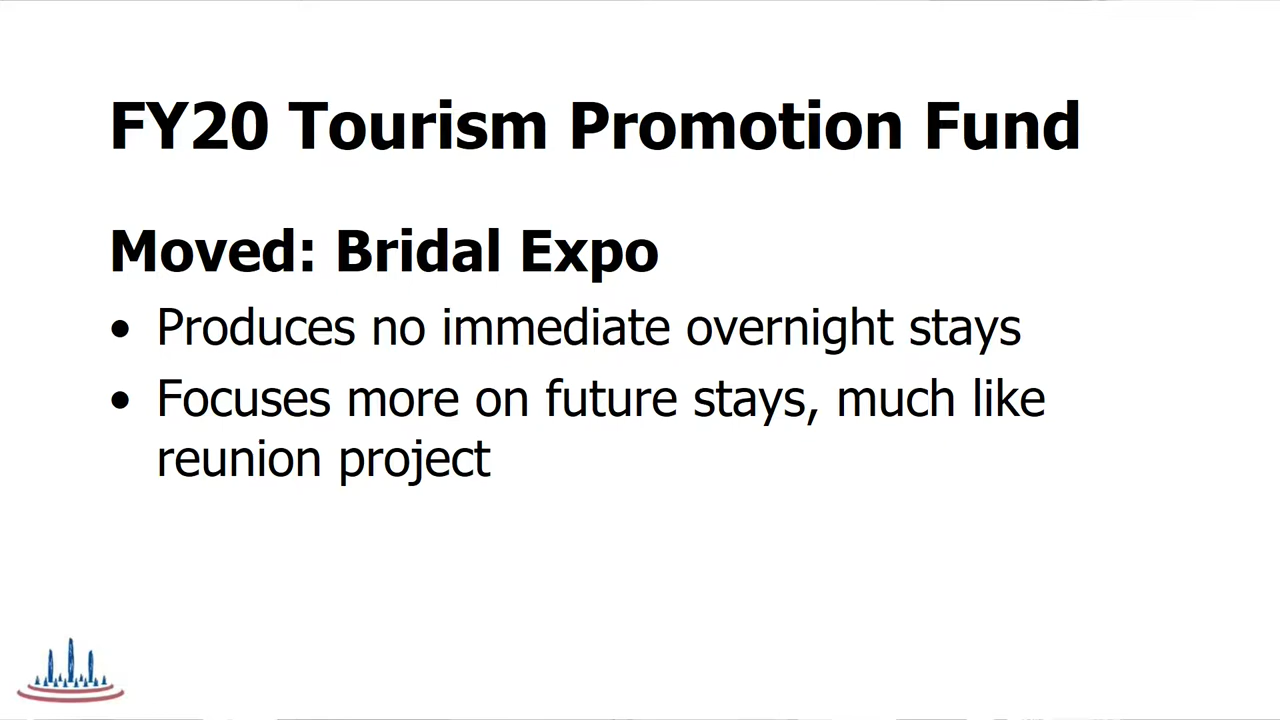 FY20 Tourism Promotion Fund
Moved: Bridal Expo
• Produces no immediate overnight stays
• Focuses more on future stays, much like
reunion project